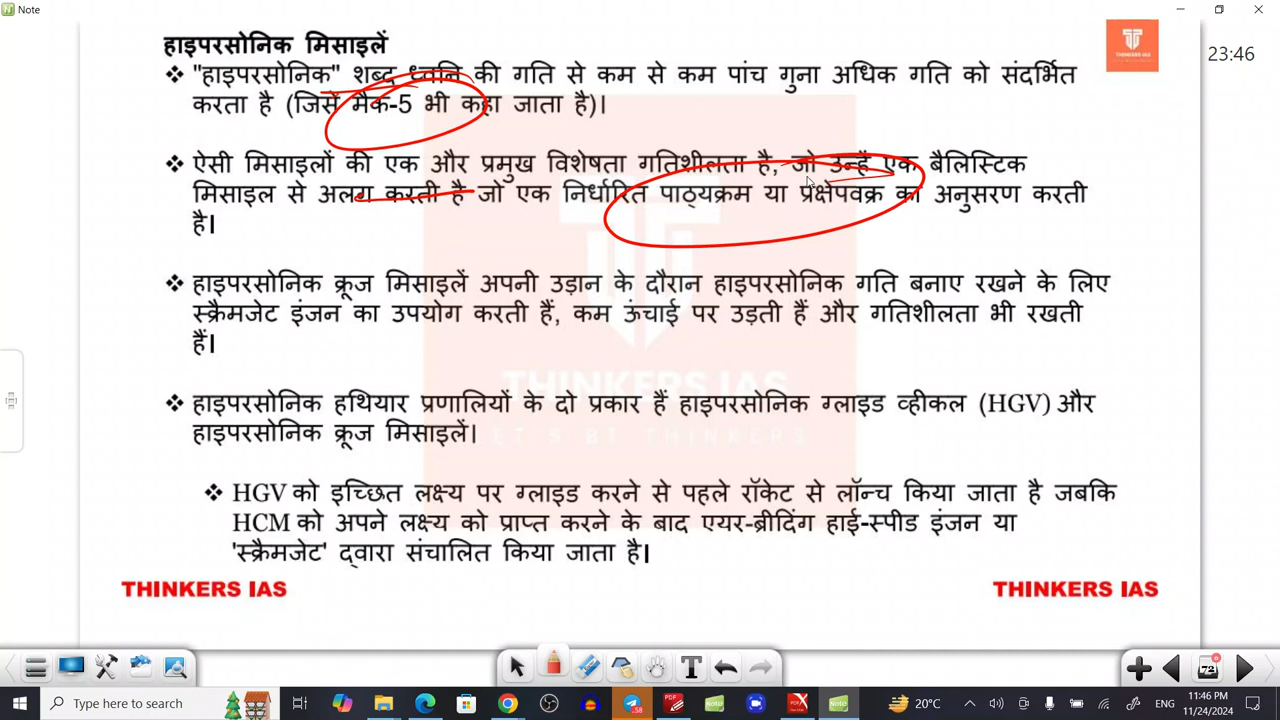 Note
23:46
हाइपरसोनिक मिसाइलें
❖ "हाइपरसोनिक" शब्द ध्वनि की गति से कम से कम पांच गुना अधिक गति को संदर्भित
करता है (जिसे मैक-5 भी कहा जाता है)।
❖ ऐसी मिसाइलों की एक और प्रमुख विशेषता गतिशीलता है, जो उन्हें एक बैलिस्टिक
मिसाइल से अलग करती है जो एक निर्धारित पाठ्यक्रम या प्रक्षेपवक्र का अनुसरण करती
है।
❖ हाइपरसोनिक क्रूज मिसाइलें अपनी उड़ान के दौरान हाइपरसोनिक गति बनाए रखने के लिए
स्क्रैमजेट इंजन का उपयोग करती हैं, कम ऊंचाई पर उड़ती हैं और गतिशीलता भी रखती
हैं।
❖ हाइपरसोनिक हथियार प्रणालियों के दो प्रकार हैं हाइपरसोनिक ग्लाइड व्हीकल (HGV) और
हाइपरसोनिक क्रूज मिसाइलें।
❖ HGV को इच्छित लक्ष्य पर ग्लाइड करने से पहले रॉकेट से लॉन्च किया जाता है जबकि
HCM को अपने लक्ष्य को प्राप्त करने के बाद एयर-ब्रीदिंग हाई-स्पीड इंजन या
'स्क्रैमजेट' द्वारा संचालित किया जाता है।
THINKERS IAS
LET'S BE THINKERS
THINKERS IAS THINKERS IAS
72
Type here to search
58
20°C
ENG
11:46 PM
11/24/2024